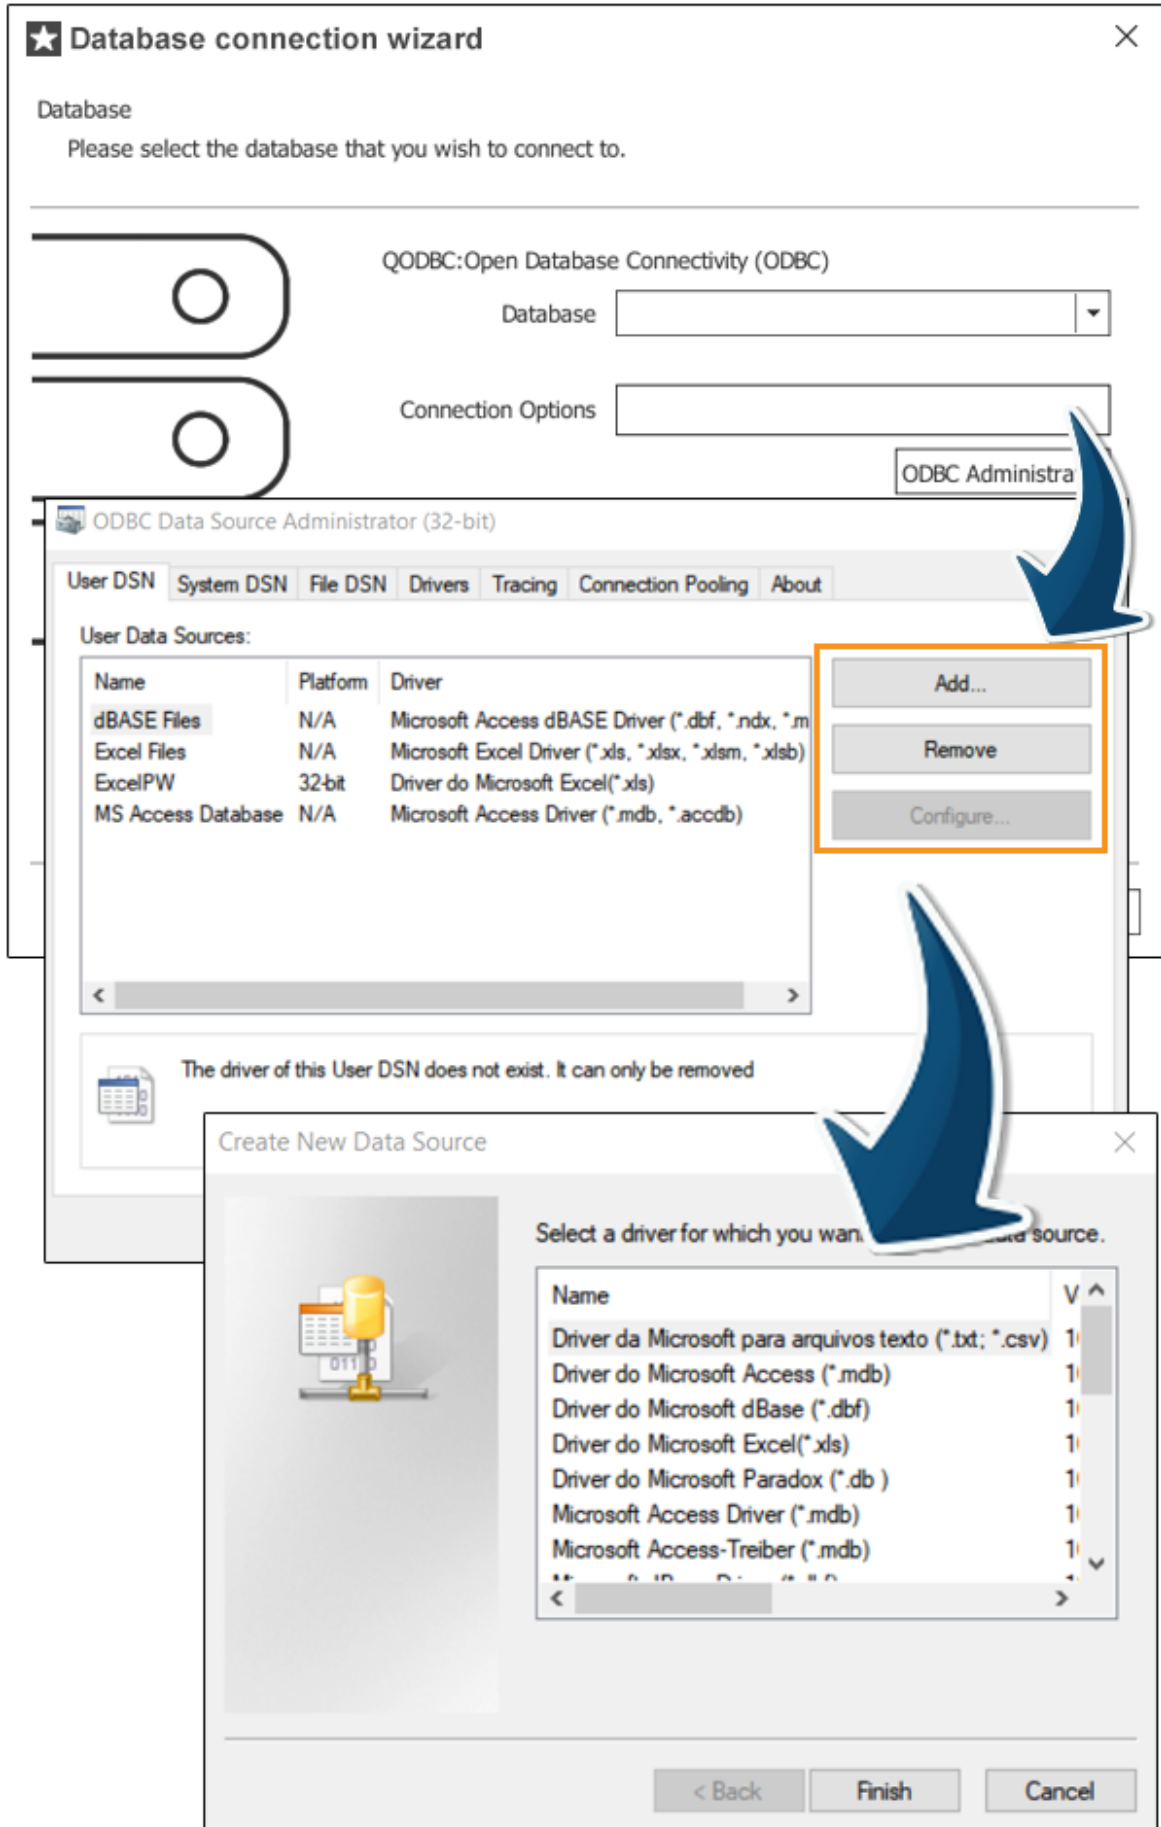 Database connection wizard
Database
Please select the database that you wish to connect to.
QODBC:Open Database Connectivity (ODBC)
Database
Connection Options
ODBC
ODBC Data Source Administrator (32-bit)
User DSN System DSN File DSN Drivers Tracing Connection Pooling About
User Data Sources:
Name Platform Driver
dBASE Files N/A Microsoft Access dBASE Driver (*.dbf, *.ndx, *.m
Excel Files N/A Microsoft Excel Driver (*.xls, *.xlsx, *.xlsm, *.xlsb)
ExcelPW 32-bit Driver do Microsoft Excel(*.xls)
MS Access Database N/A Microsoft Access Driver (*.mdb, *.accdb)
Add...
Remove
Configure...
The driver of this User DSN does not exist. It can only be removed
Create New Data Source
Select a driver for which you source.
Name
Driver da Microsoft para arquivos texto (*.txt; *.csv)
Driver do Microsoft Access (*.mdb)
Driver do Microsoft dBase (*.dbf)
Driver do Microsoft Excel(*.xls)
Driver do Microsoft Paradox (*.db )
Microsoft Access Driver (*.mdb)
Microsoft Access-Treiber (*.mdb)
< Back Finish Cancel